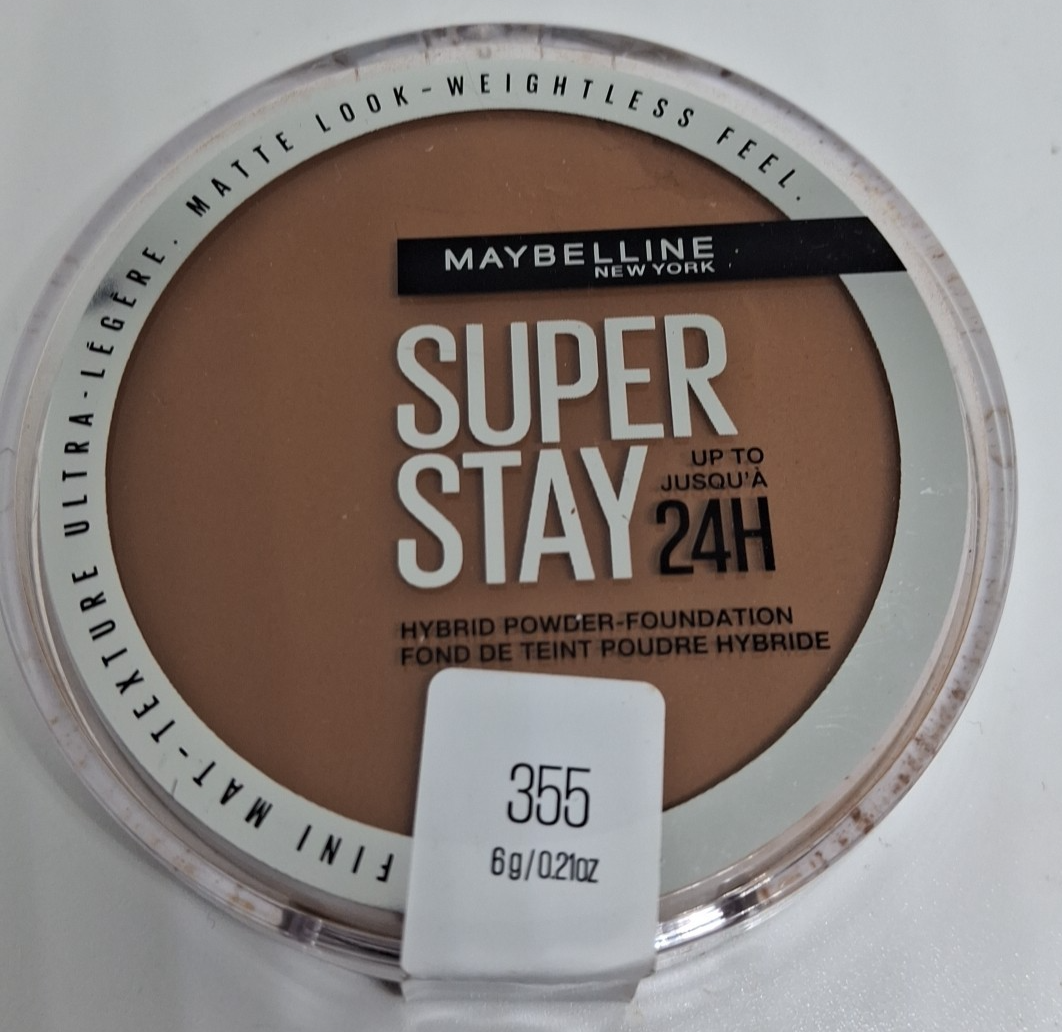 FINI MAT-TEXTURE ULTRA-LÉGÈRE. MATTE LOOK-WEIGHTLESS FEEL.
MAYBELLINE
NEW YORK
SUPER
STAY
UP TO
JUSQU'À
24H
HYBRID POWDER-FOUNDATION
FOND DE TEINT POUDRE HYBRIDE
355
6g/0.21oz